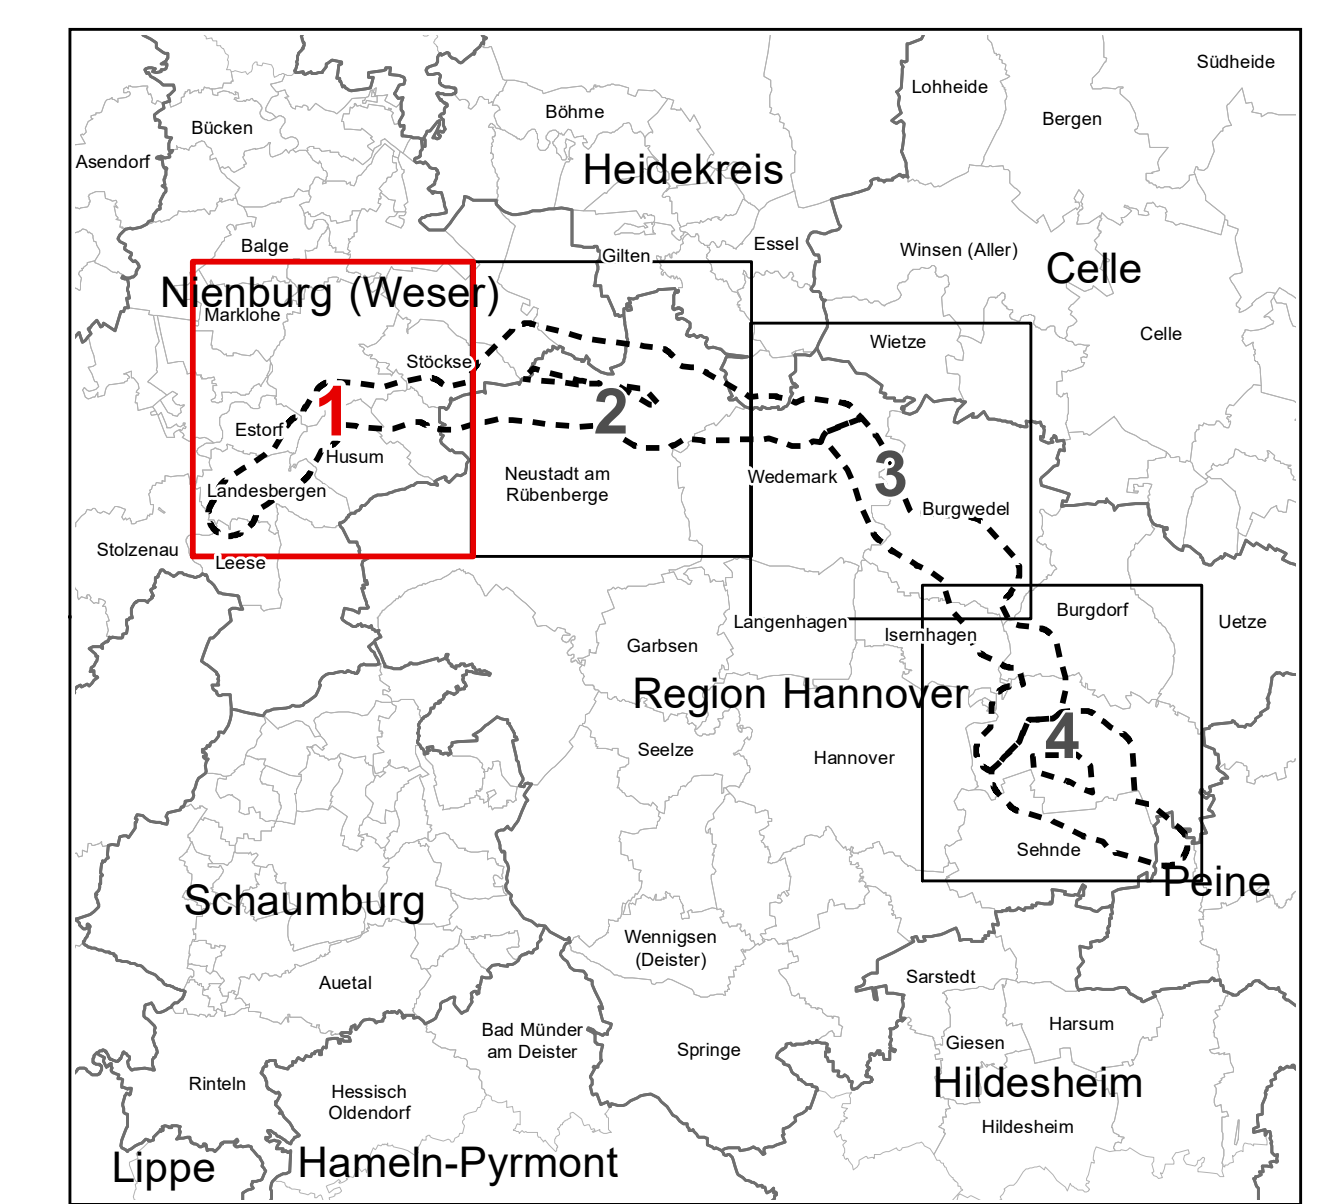 Südheide
Lohheide
Böhme
Bergen
Bücken
Asendorf
Heidekreis
Balge
Gilten
Essel
Winsen (Aller)
Celle
Nienburg (Weser)
Marklohe
Celle
Wietze
Stöckse
1
2
Estorf
Husum
3
Neustadt am
Rübenberge
Wedemark
Landesbergen
Burgwedel
Stolzenau
Leese
Burgdorf
Langenhagen
Uetze
Isernhagen
Garbsen
Region Hannover
4
Seelze
Hannover
Sehnde
Peine
Schaumburg
Wennigsen
(Deister)
Sarstedt
Auetal
Harsum
Bad Münder
am Deister
Giesen
Springe
Rinteln
Hessisch
Oldendorf
Hildesheim
Hildesheim
Lippe
Hameln-Pyrmont